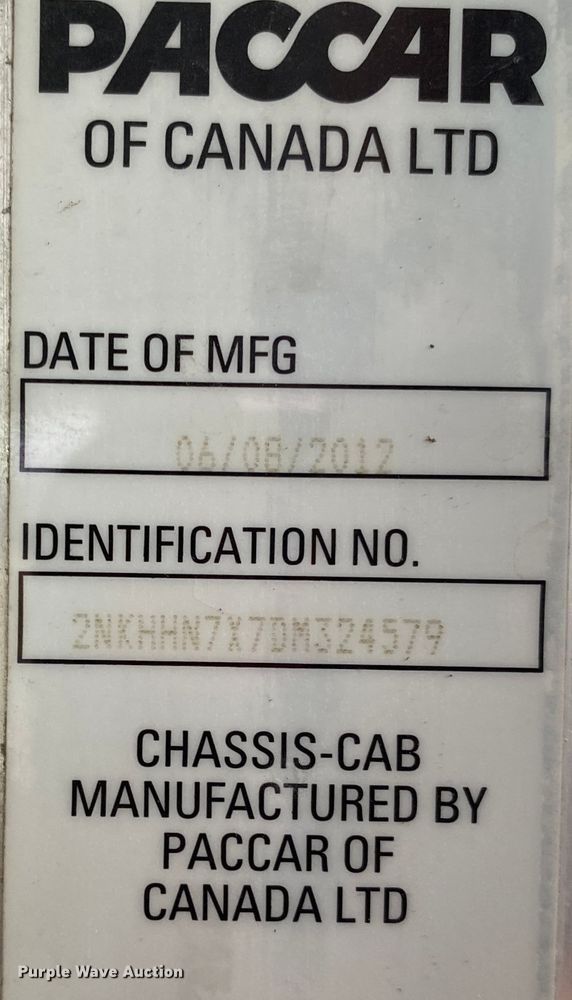 PACCAR
OF CANADA LTD
DATE OF MFG
06/08/2012
IDENTIFICATION NO.
2NKHHN7X7DM324579
CHASSIS-CAB
MANUFACTURED BY
PACCAR OF
CANADA LTD
Purple Wave Auction